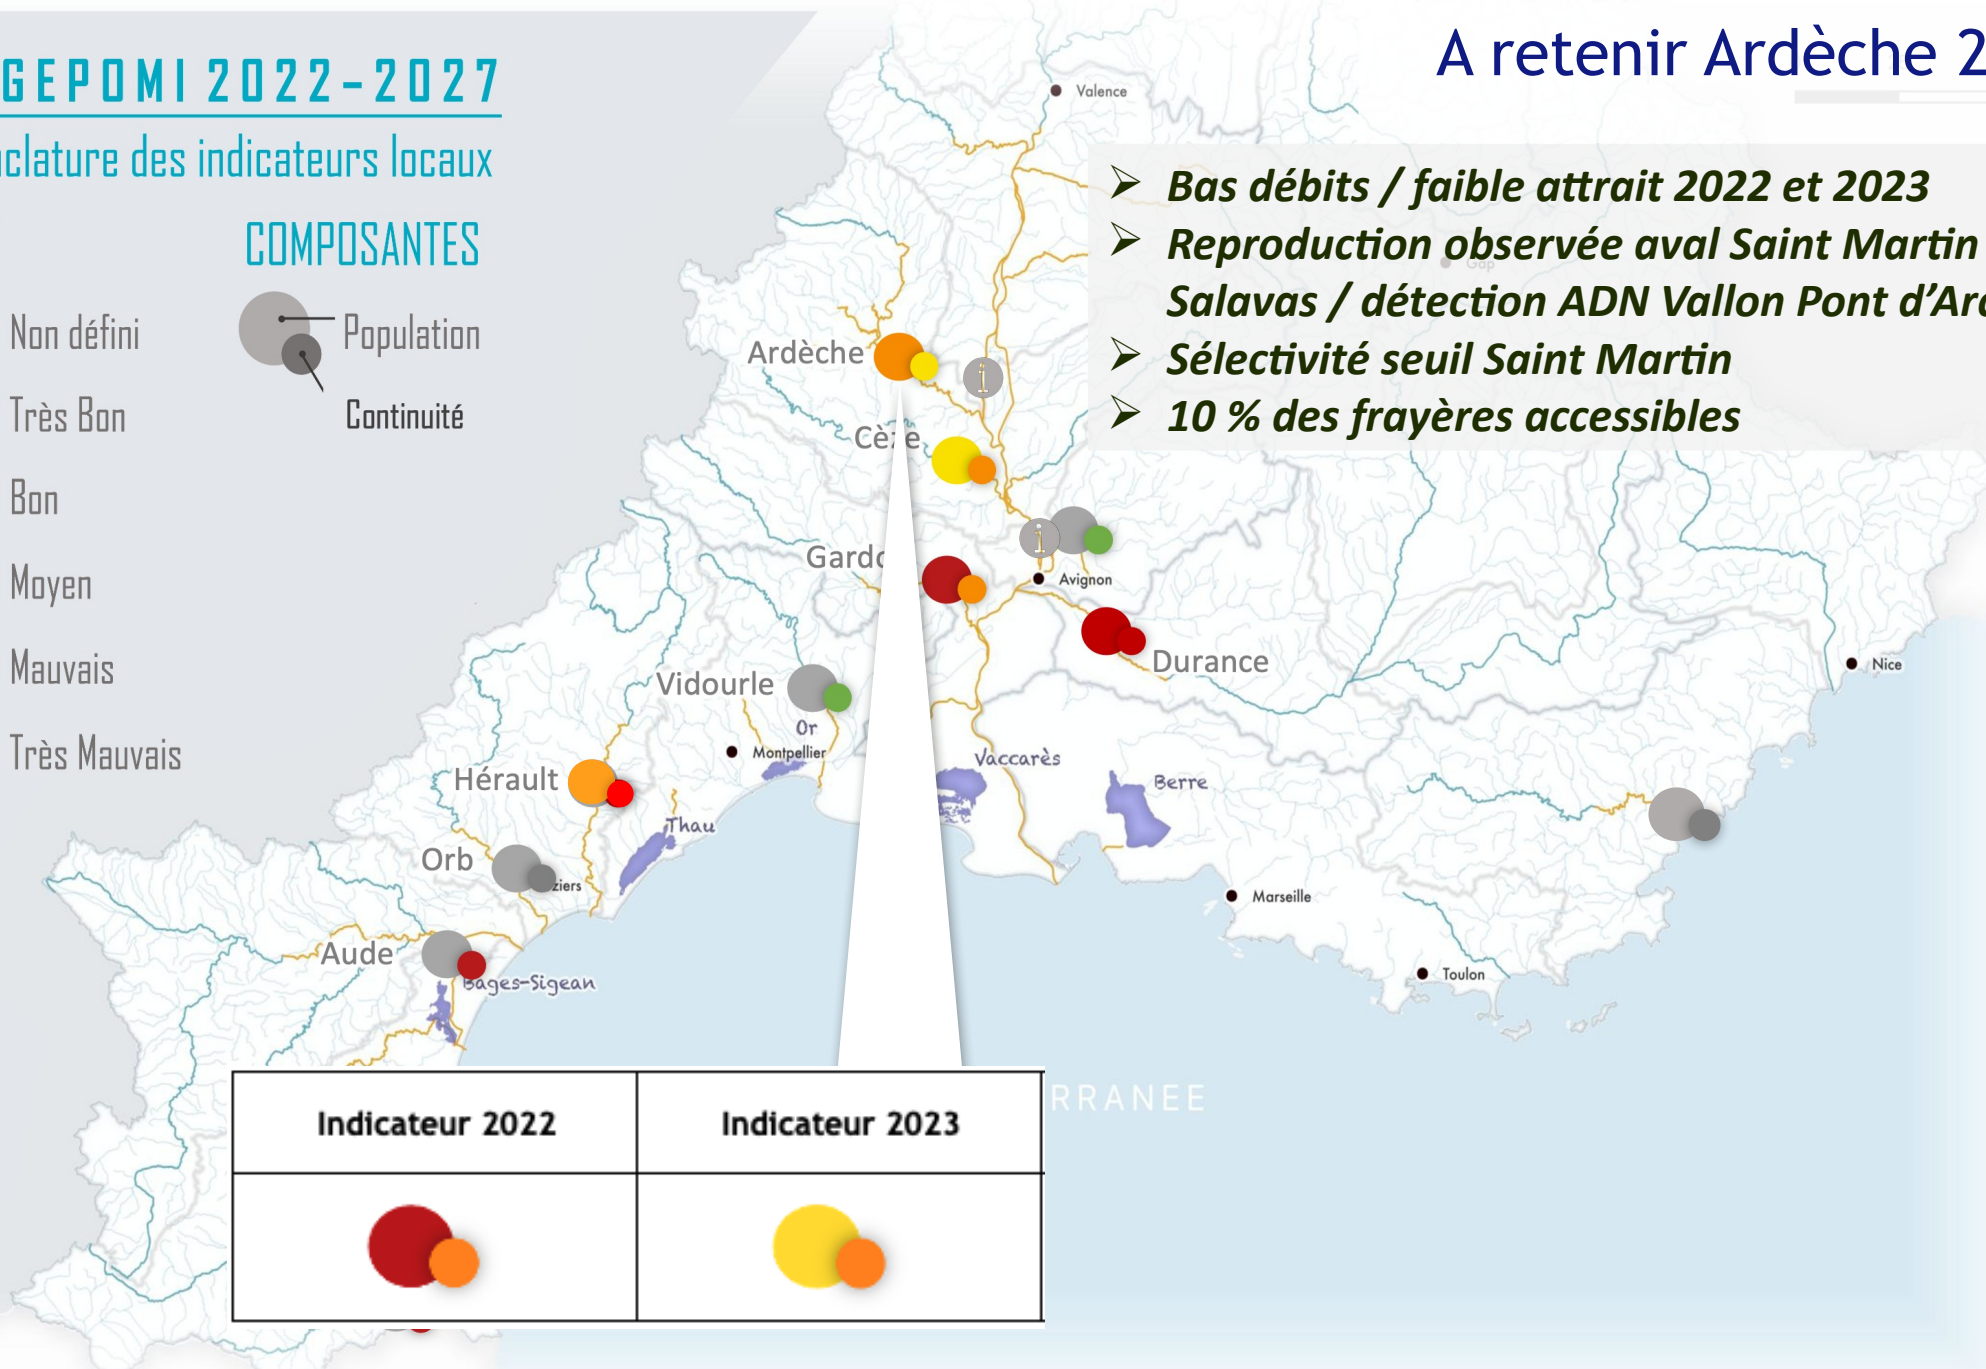 A retenir Ardèche 2
GEPOMI 2022-2027
clature des indicateurs locaux
COMPOSANTES
Population
Continuité
Non défini
Très Bon
Bon
Moyen
Mauvais
Très Mauvais
➢ Bas débits / faible attrait 2022 et 2023
➢ Reproduction observée aval Saint Martin
Salavas / détection ADN Vallon Pont d’Ar
➢ Sélectivité seuil Saint Martin
➢ 10 % des frayères accessibles
Valence
Gap
Ardèche
i
Cèze
i
Gard
Avignon
Durance
Nice
Vidourle
Or
Montpellier
Vaccarès
Berre
Hérault
Thau
Orb
ziers
Marseille
Aude
Bages-Sigean
Toulon
RRANEE
Indicateur 2022
Indicateur 2023